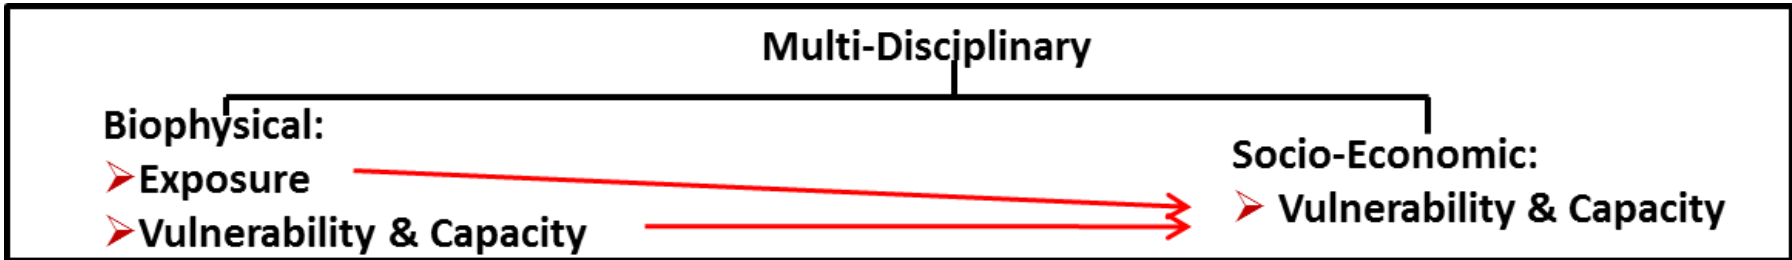 Multi-Disciplinary
Biophysical:
Exposure
Vulnerability & Capacity
Socio-Economic:
Vulnerability & Capacity